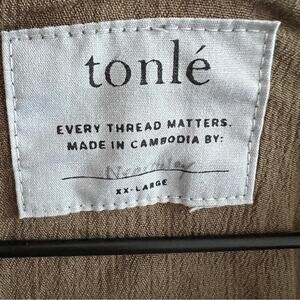 tonlé
EVERY THREAD MATTERS.
MADE IN CAMBODIA BY:
XX-LARGE